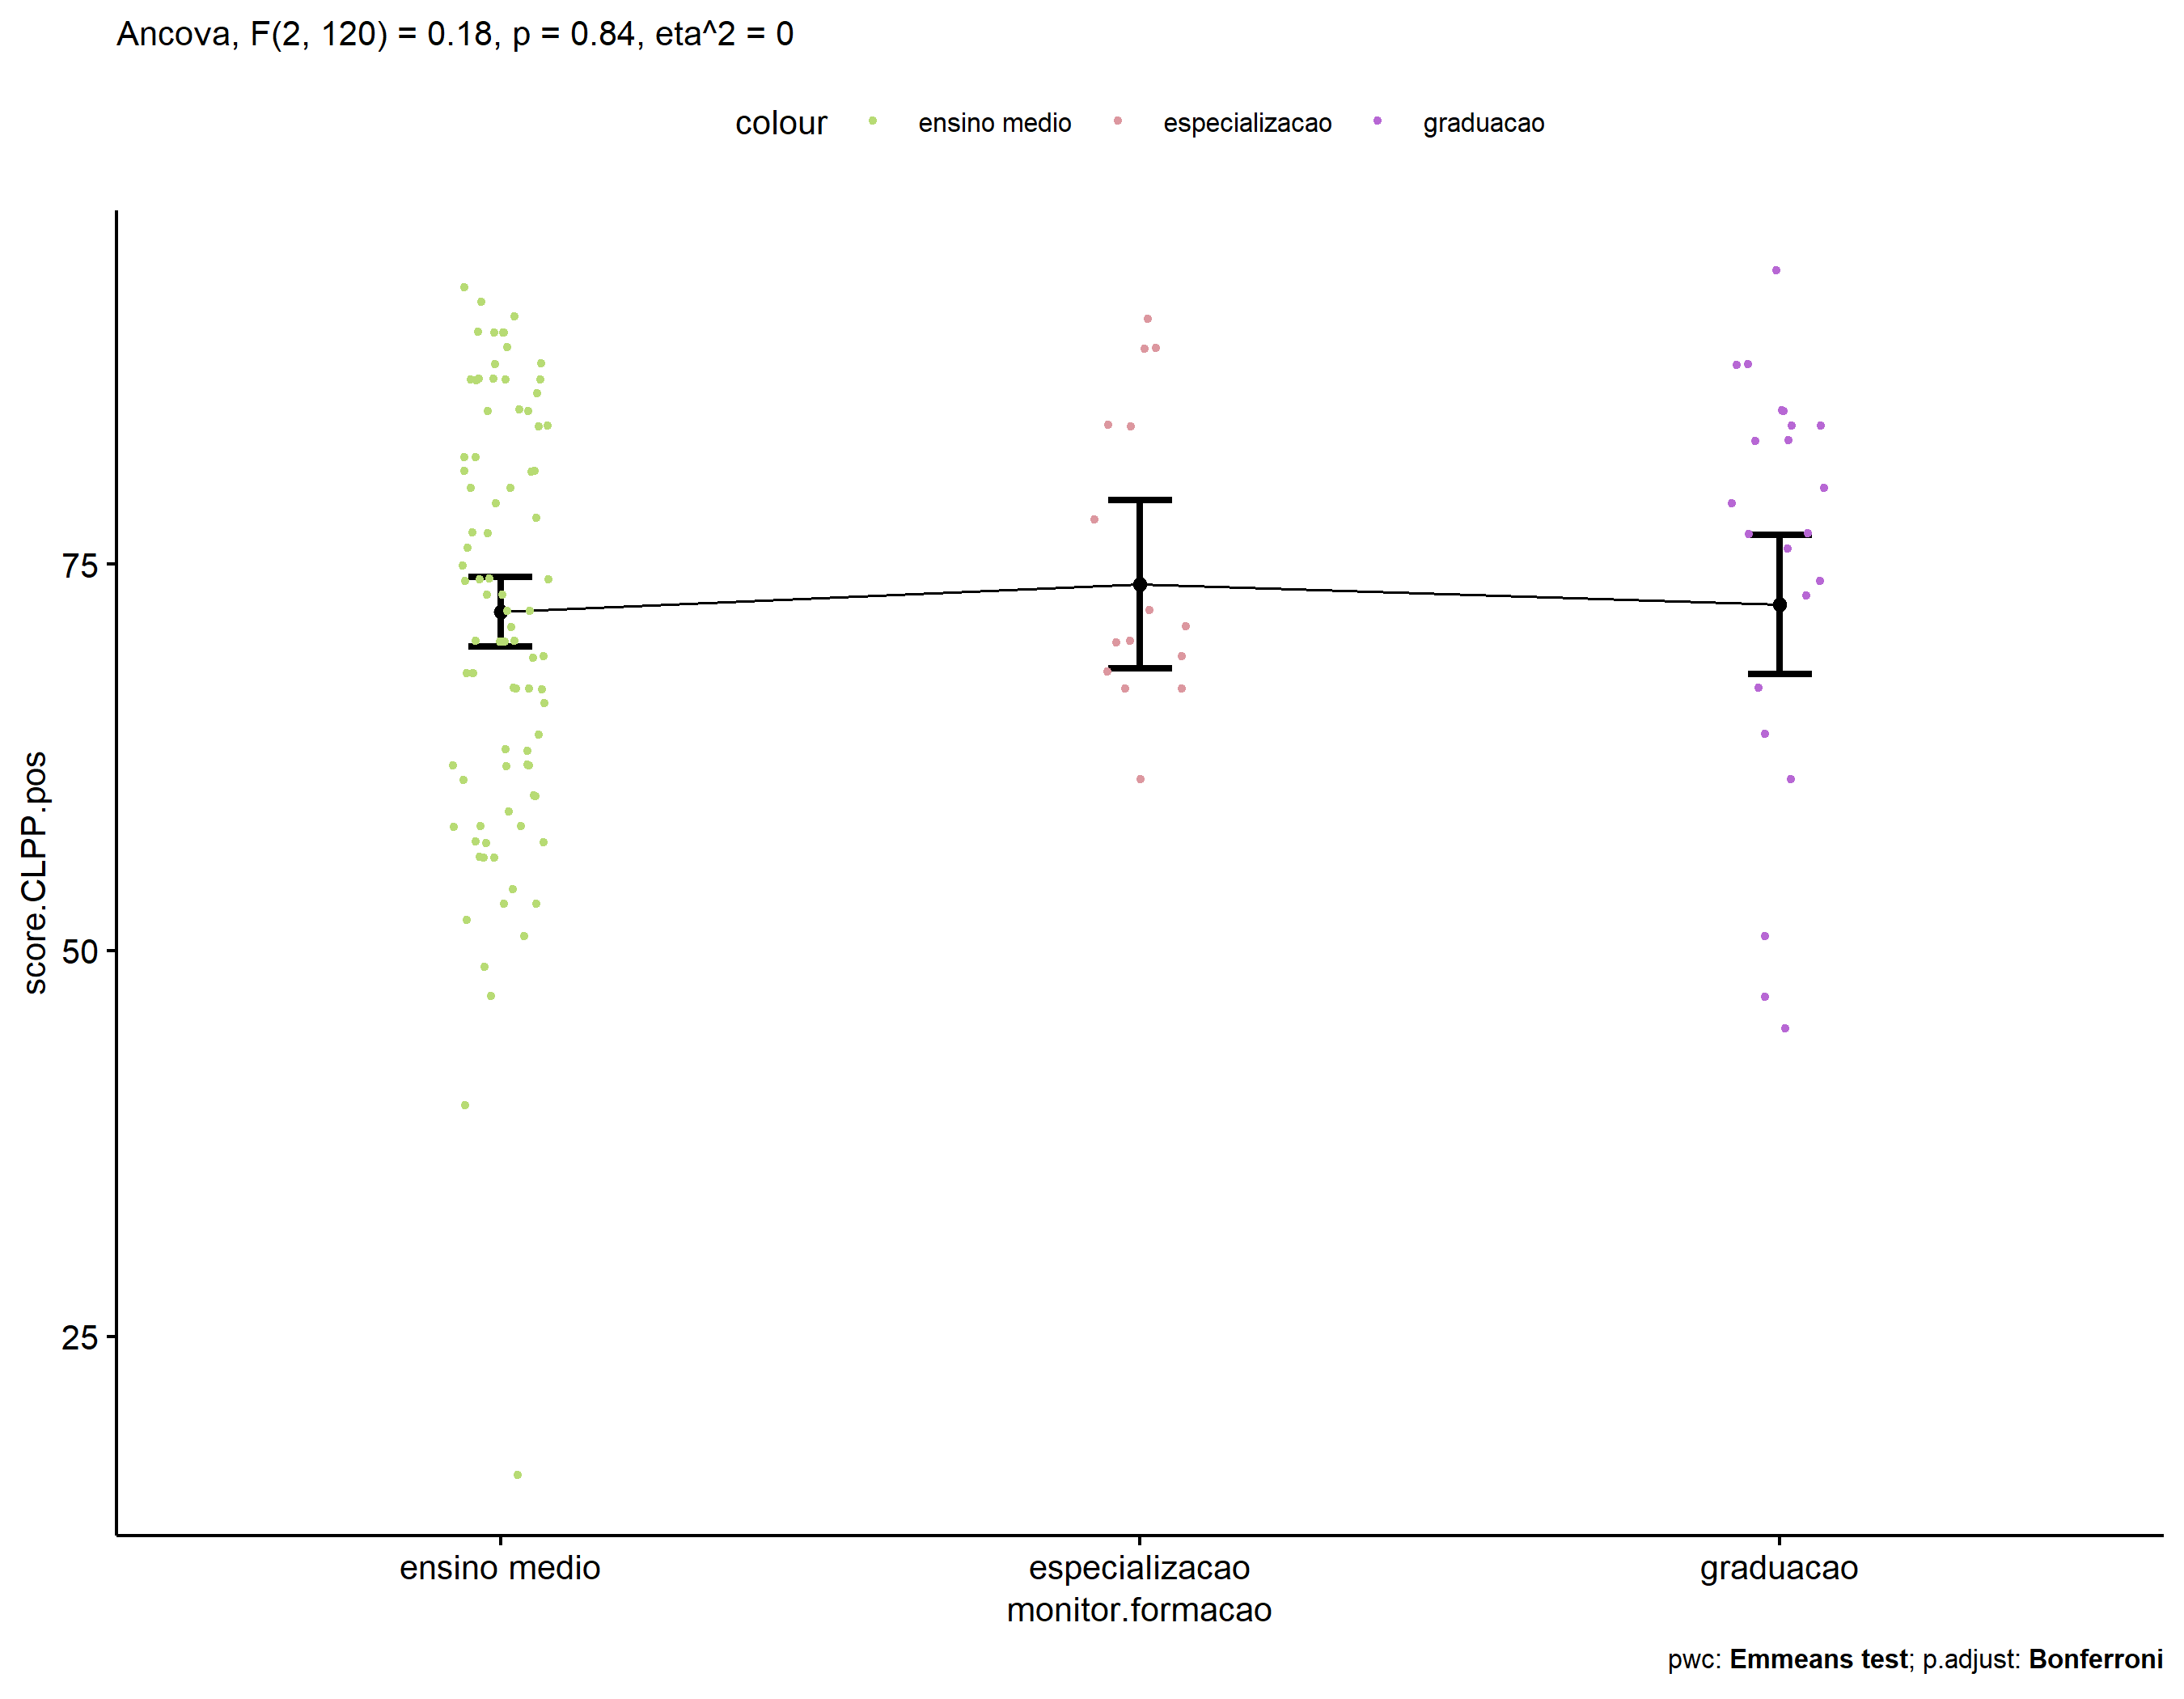 Ancova, F(2, 120) = 0.18, p = 0.84, eta^2 = 0
colour ensino medio especializacao graduacao
score.CLPP.pos
75
50
25
ensino medio especializacao graduacao
monitor.formacao
pwc: Emmeans test; p.adjust: Bonferroni